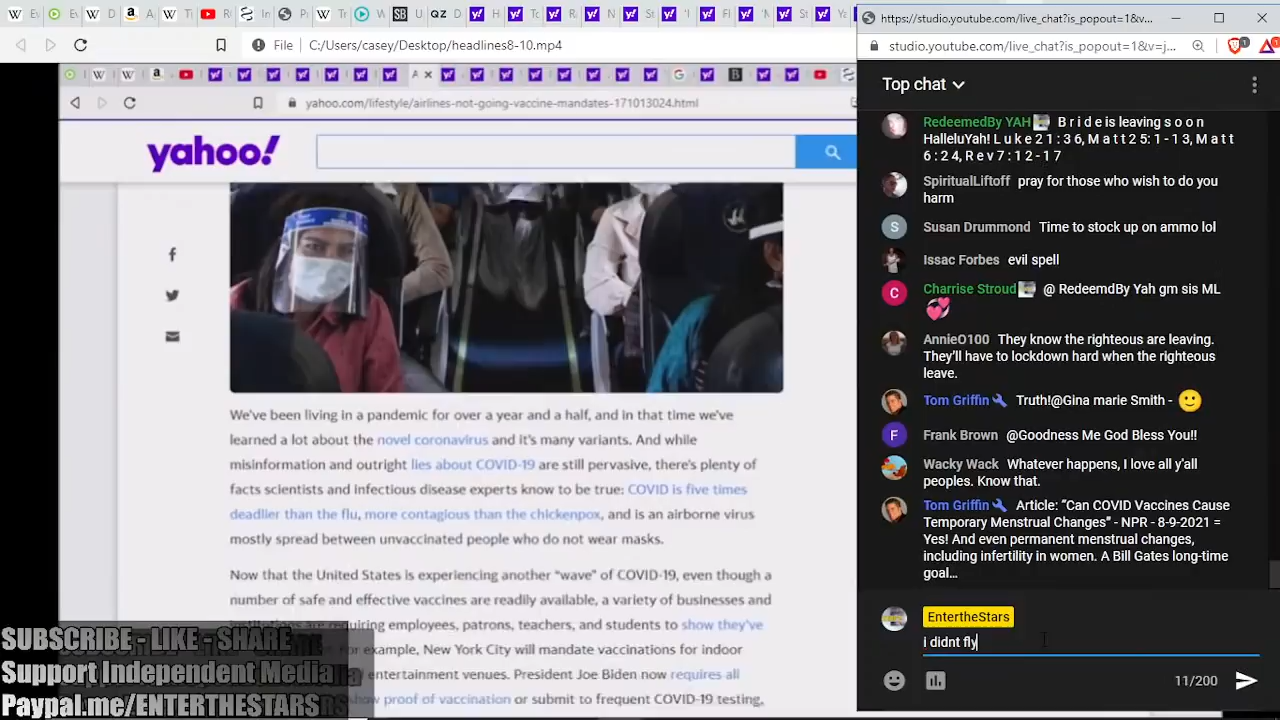 https://studio.youtube.com/live_chat?is_popout=1&v...
File C:/Users/casey/Desktop/headlines8-10.mp4
studio.youtube.com/live_chat?is_popout=1&v=j...
yahoo.com/lifestyle/airlines-not-going-vaccine-mandates-171013024.html
yahoo!
We've been living in a pandemic for over a year and a half, and in that time we've
learned a lot about the novel coronavirus and it's many variants. And while
misinformation and outright lies about COVID-19 are still pervasive, there's plenty of
facts scientists and infectious disease experts know to be true: COVID is five times
deadlier than the flu, more contagious than the chickenpox, and is an airborne virus
mostly spread between unvaccinated people who do not wear masks.
Now that the United States is experiencing another “wave” of COVID-19, even though a
number of safe and effective vaccines are readily available, a variety of businesses and
requiring employees, patrons, teachers, and students to show they've
for example, New York City will mandate vaccinations for indoor
entertainment venues. President Joe Biden now requires all
show proof of vaccination or submit to frequent COVID-19 testing,
SUBSCRIBE - LIKE - SHARE
Support Independent Media
Paypal.me/ENTERTHESTARS
Top chat
RedeemedBy YAH B r i d e is leaving s o o n
HalleluYah! L u k e 2 1 : 3 6, M a t t 2 5: 1 - 1 3, M a t t
6 : 2 4, R e v 7 : 1 2 - 1 7
SpiritualLiftoff pray for those who wish to do you
harm
S Susan Drummond Time to stock up on ammo lol
Issac Forbes evil spell
C Charrise Stroud @ RedeemdBy Yah gm sis ML
AnnieO100 They know the righteous are leaving.
They'll have to lockdown hard when the righteous
leave.
Tom Griffin Truth!@Gina marie Smith -
F Frank Brown @Goodness Me God Bless You!!
Wacky Wack Whatever happens, I love all y'all
peoples. Know that.
Tom Griffin Article: “Can COVID Vaccines Cause
Temporary Menstrual Changes” - NPR - 8-9-2021 =
Yes! And even permanent menstrual changes,
including infertility in women. A Bill Gates long-time
goal…
EntertheStars
i didnt fly
11/200